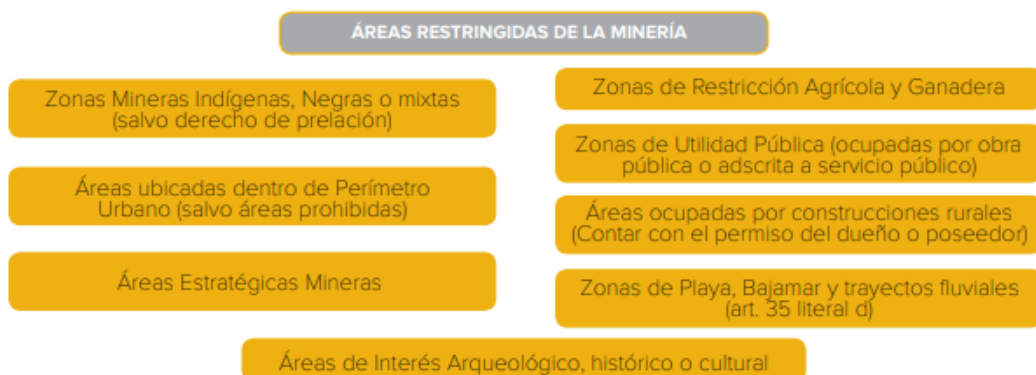 ÁREAS RESTRINGIDAS DE LA MINERÍA
Zonas Mineras Indígenas, Negras o mixtas
(salvo derecho de prelación)
Áreas ubicadas dentro de Perímetro
Urbano (salvo áreas prohibidas)
Áreas Estratégicas Mineras
Zonas de Restricción Agrícola y Ganadera
Zonas de Utilidad Pública (ocupadas por obra
pública o adscrita a servicio público)
Áreas ocupadas por construcciones rurales
(Contar con el permiso del dueño o poseedor)
Zonas de Playa, Bajamar y trayectos fluviales
(art. 35 literal d)
Áreas de Interés Arqueológico, histórico o cultural